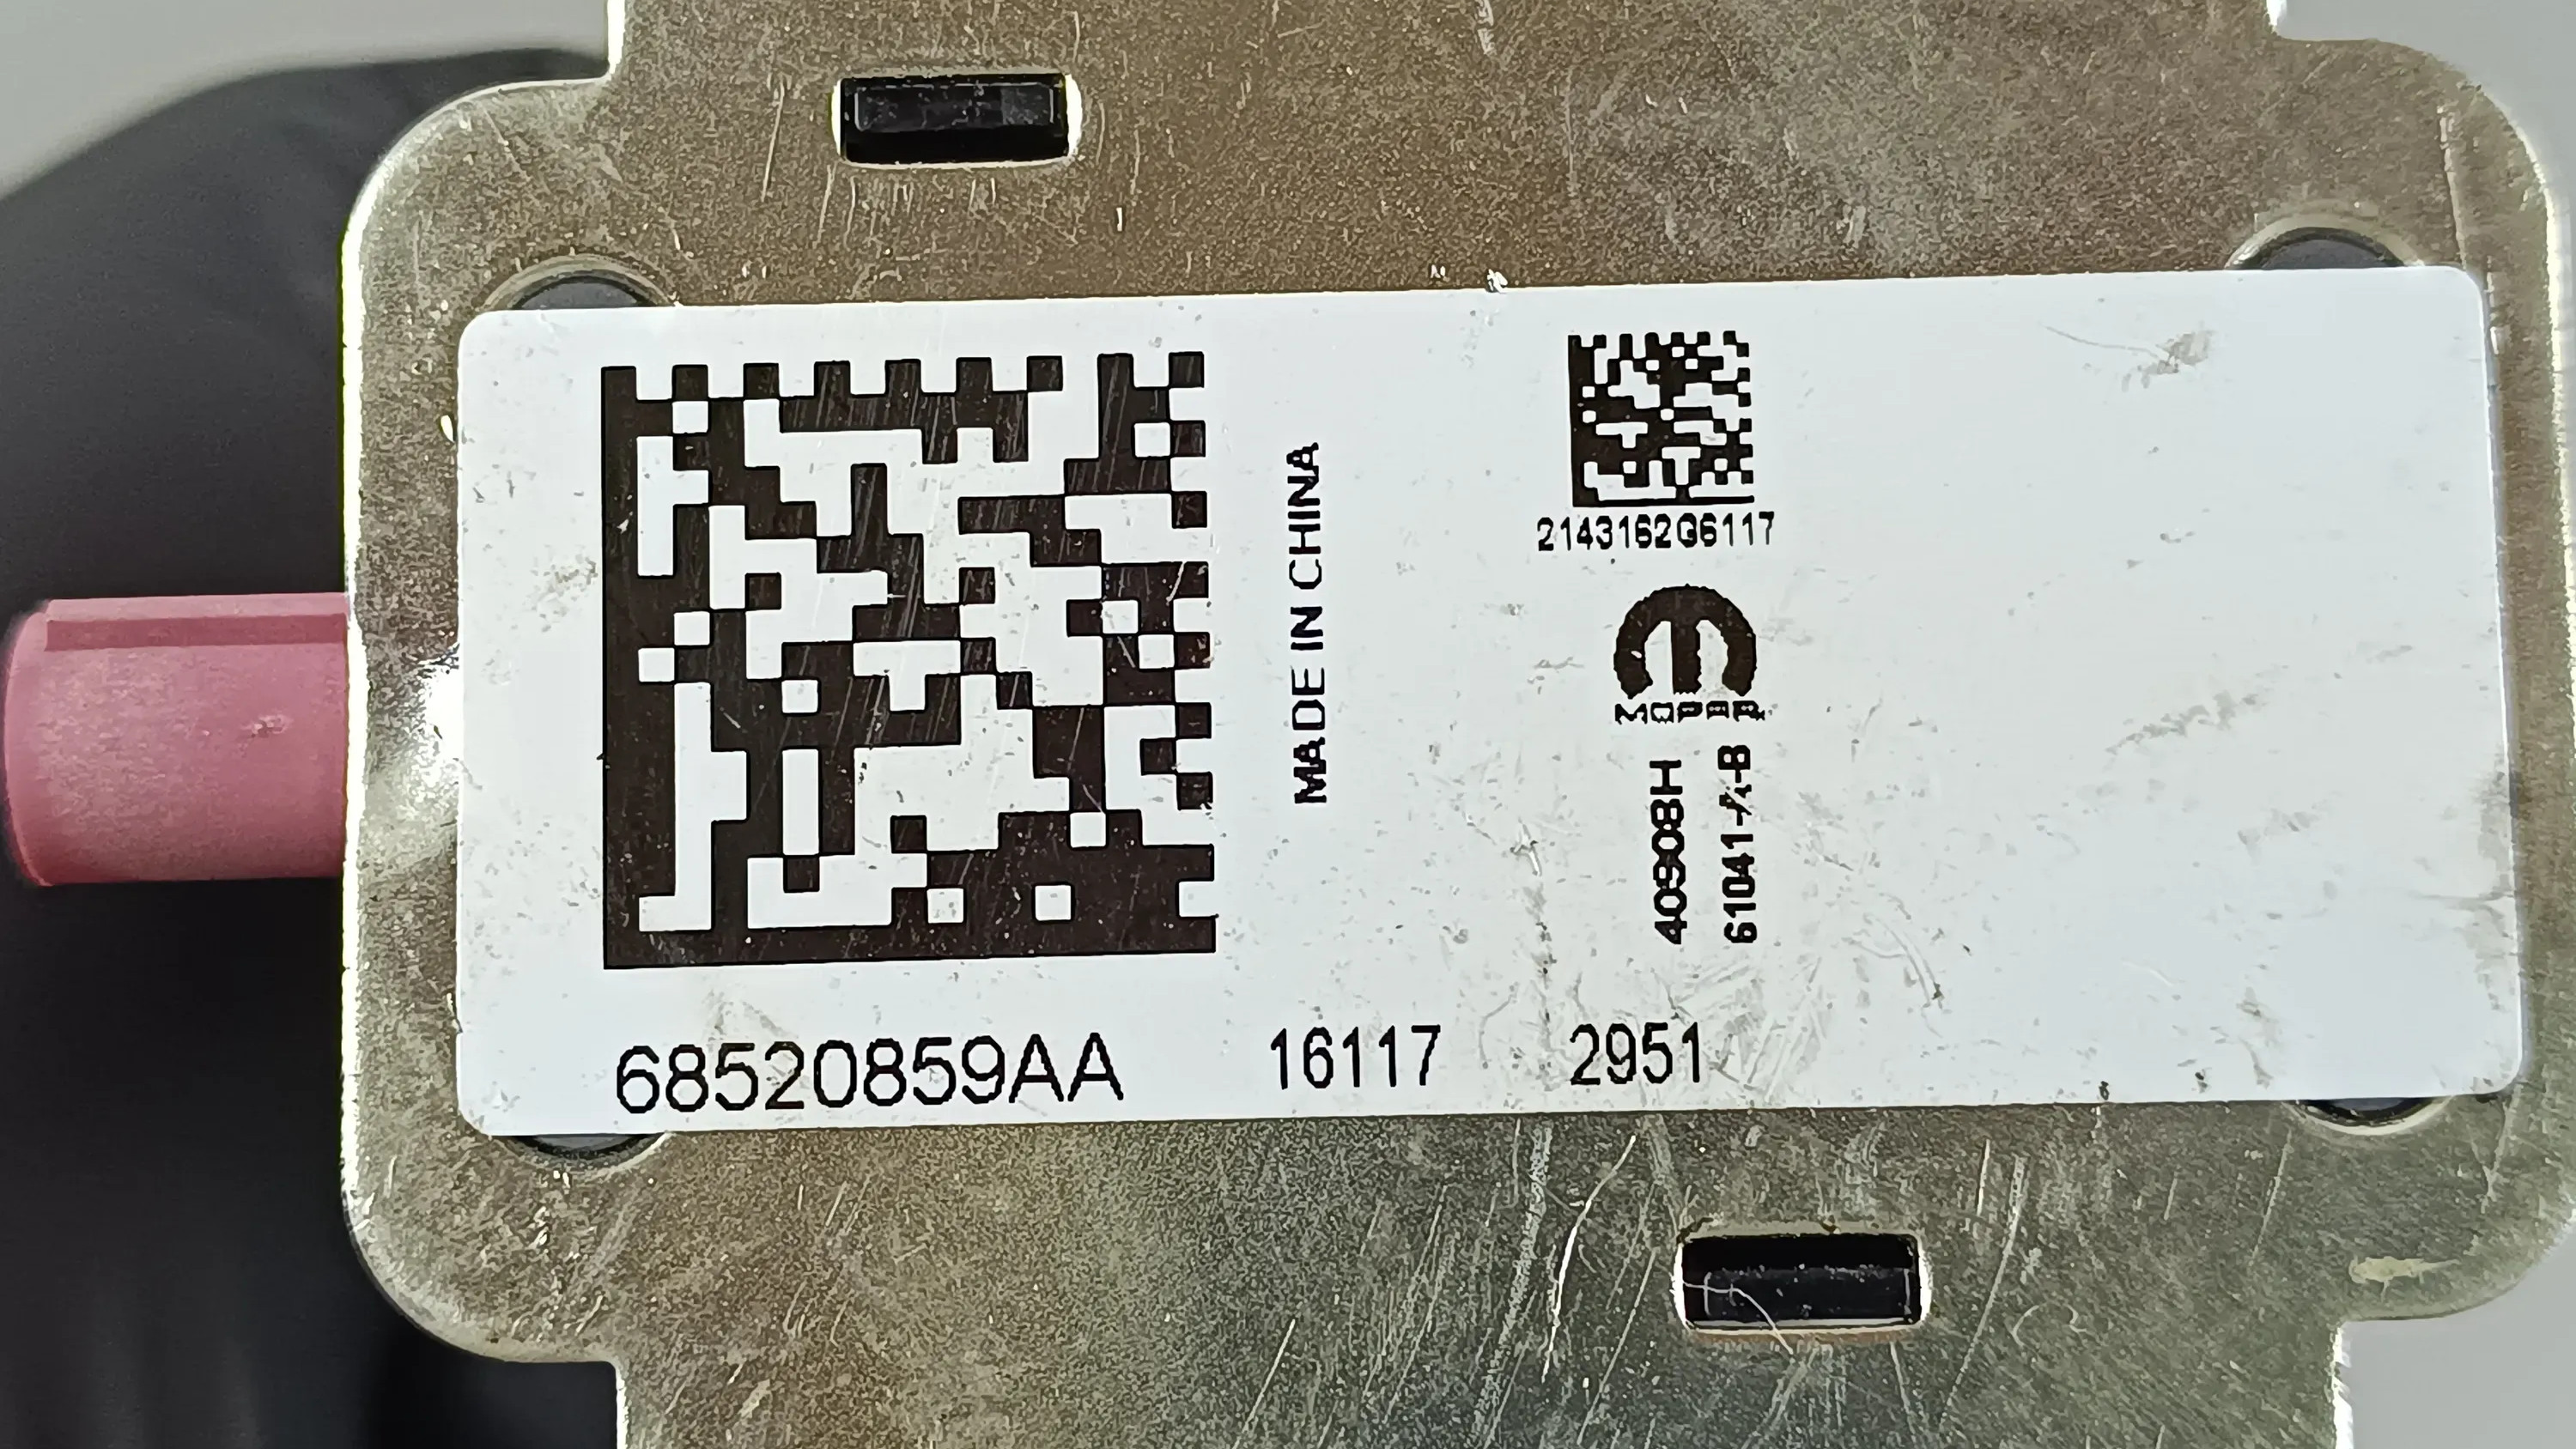 2143162G6117
MADE IN CHINA
MOPAR
40908H
61041-A-B
68520859AA 16117 2951